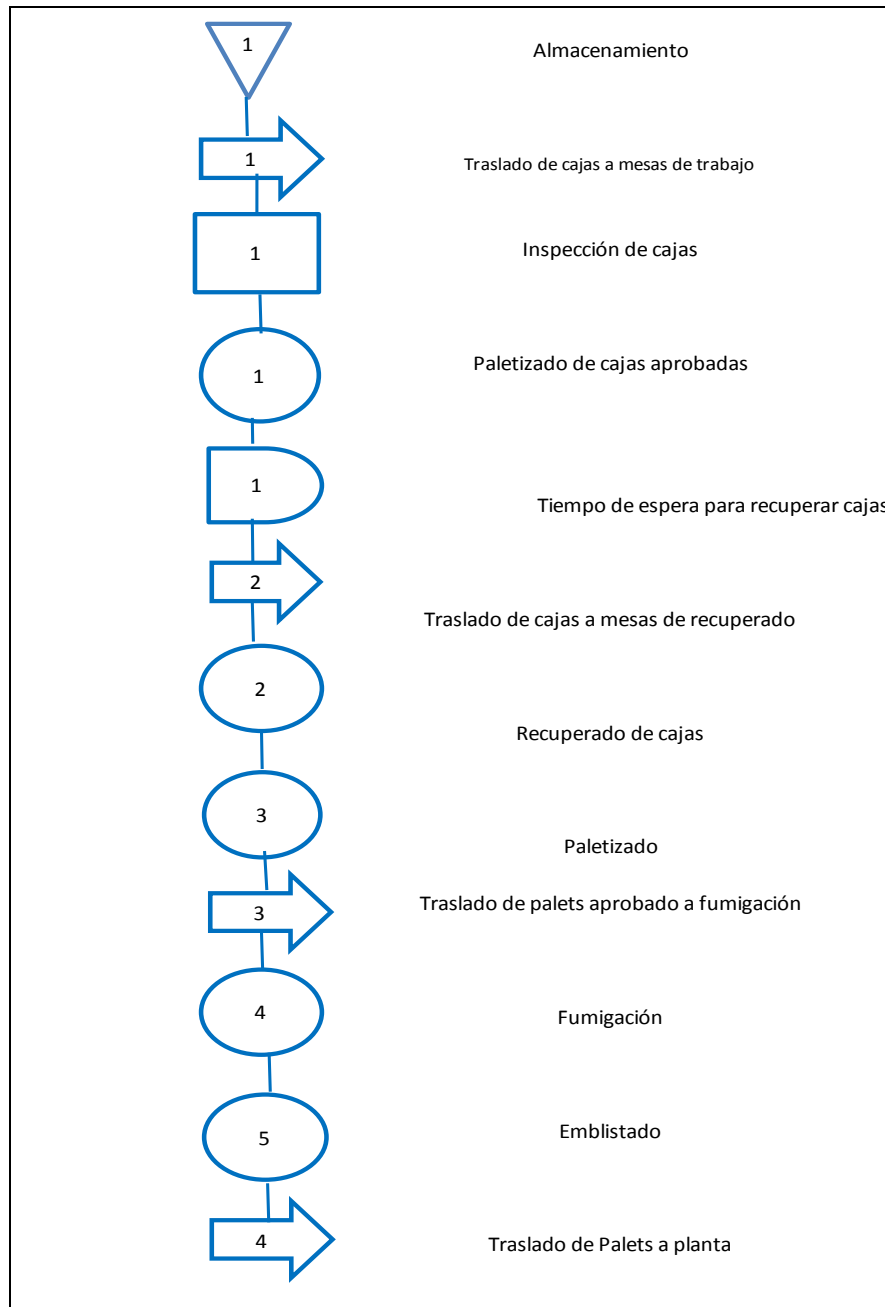 1 Almacenamiento
1 Traslado de cajas a mesas de trabajo
1 Inspección de cajas
1 Paletizado de cajas aprobadas
1 Tiempo de espera para recuperar cajas
2 Traslado de cajas a mesas de recuperado
2 Recuperado de cajas
3 Paletizado
3 Traslado de palets aprobado a fumigación
4 Fumigación
5 Emblistado
4 Traslado de Palets a planta